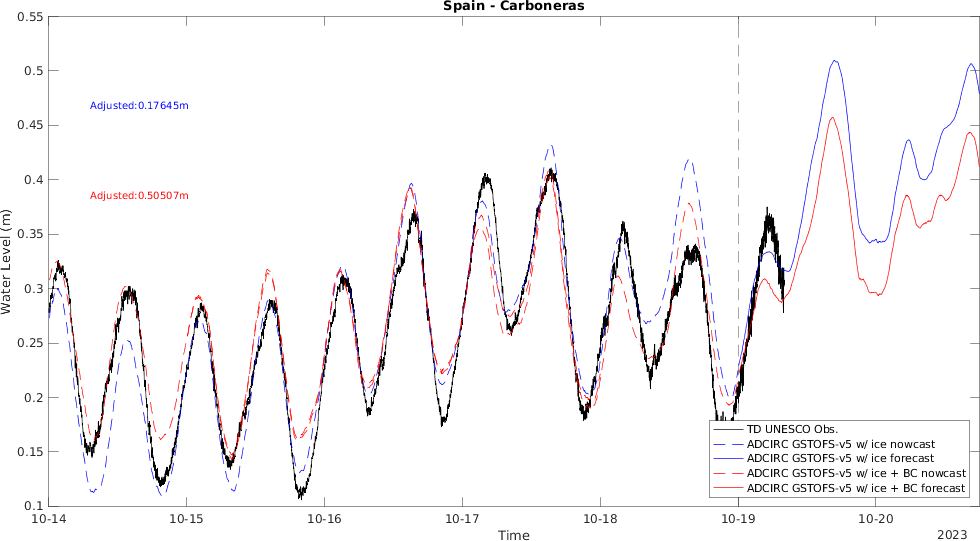 Spain - Carboneras
0.55
0.5
0.45
0.4
0.35
0.3
0.25
0.2
0.15
0.1
Water Level (m)
Adjusted:0.17645m
Adjusted:0.50507m
TD UNESCO Obs.
ADCIRC GSTOFS-v5 w/ ice nowcast
ADCIRC GSTOFS-v5 w/ ice forecast
ADCIRC GSTOFS-v5 w/ ice + BC nowcast
ADCIRC GSTOFS-v5 w/ ice + BC forecast
10-14 10-15 10-16 10-17 10-18 10-19 10-20
Time
2023